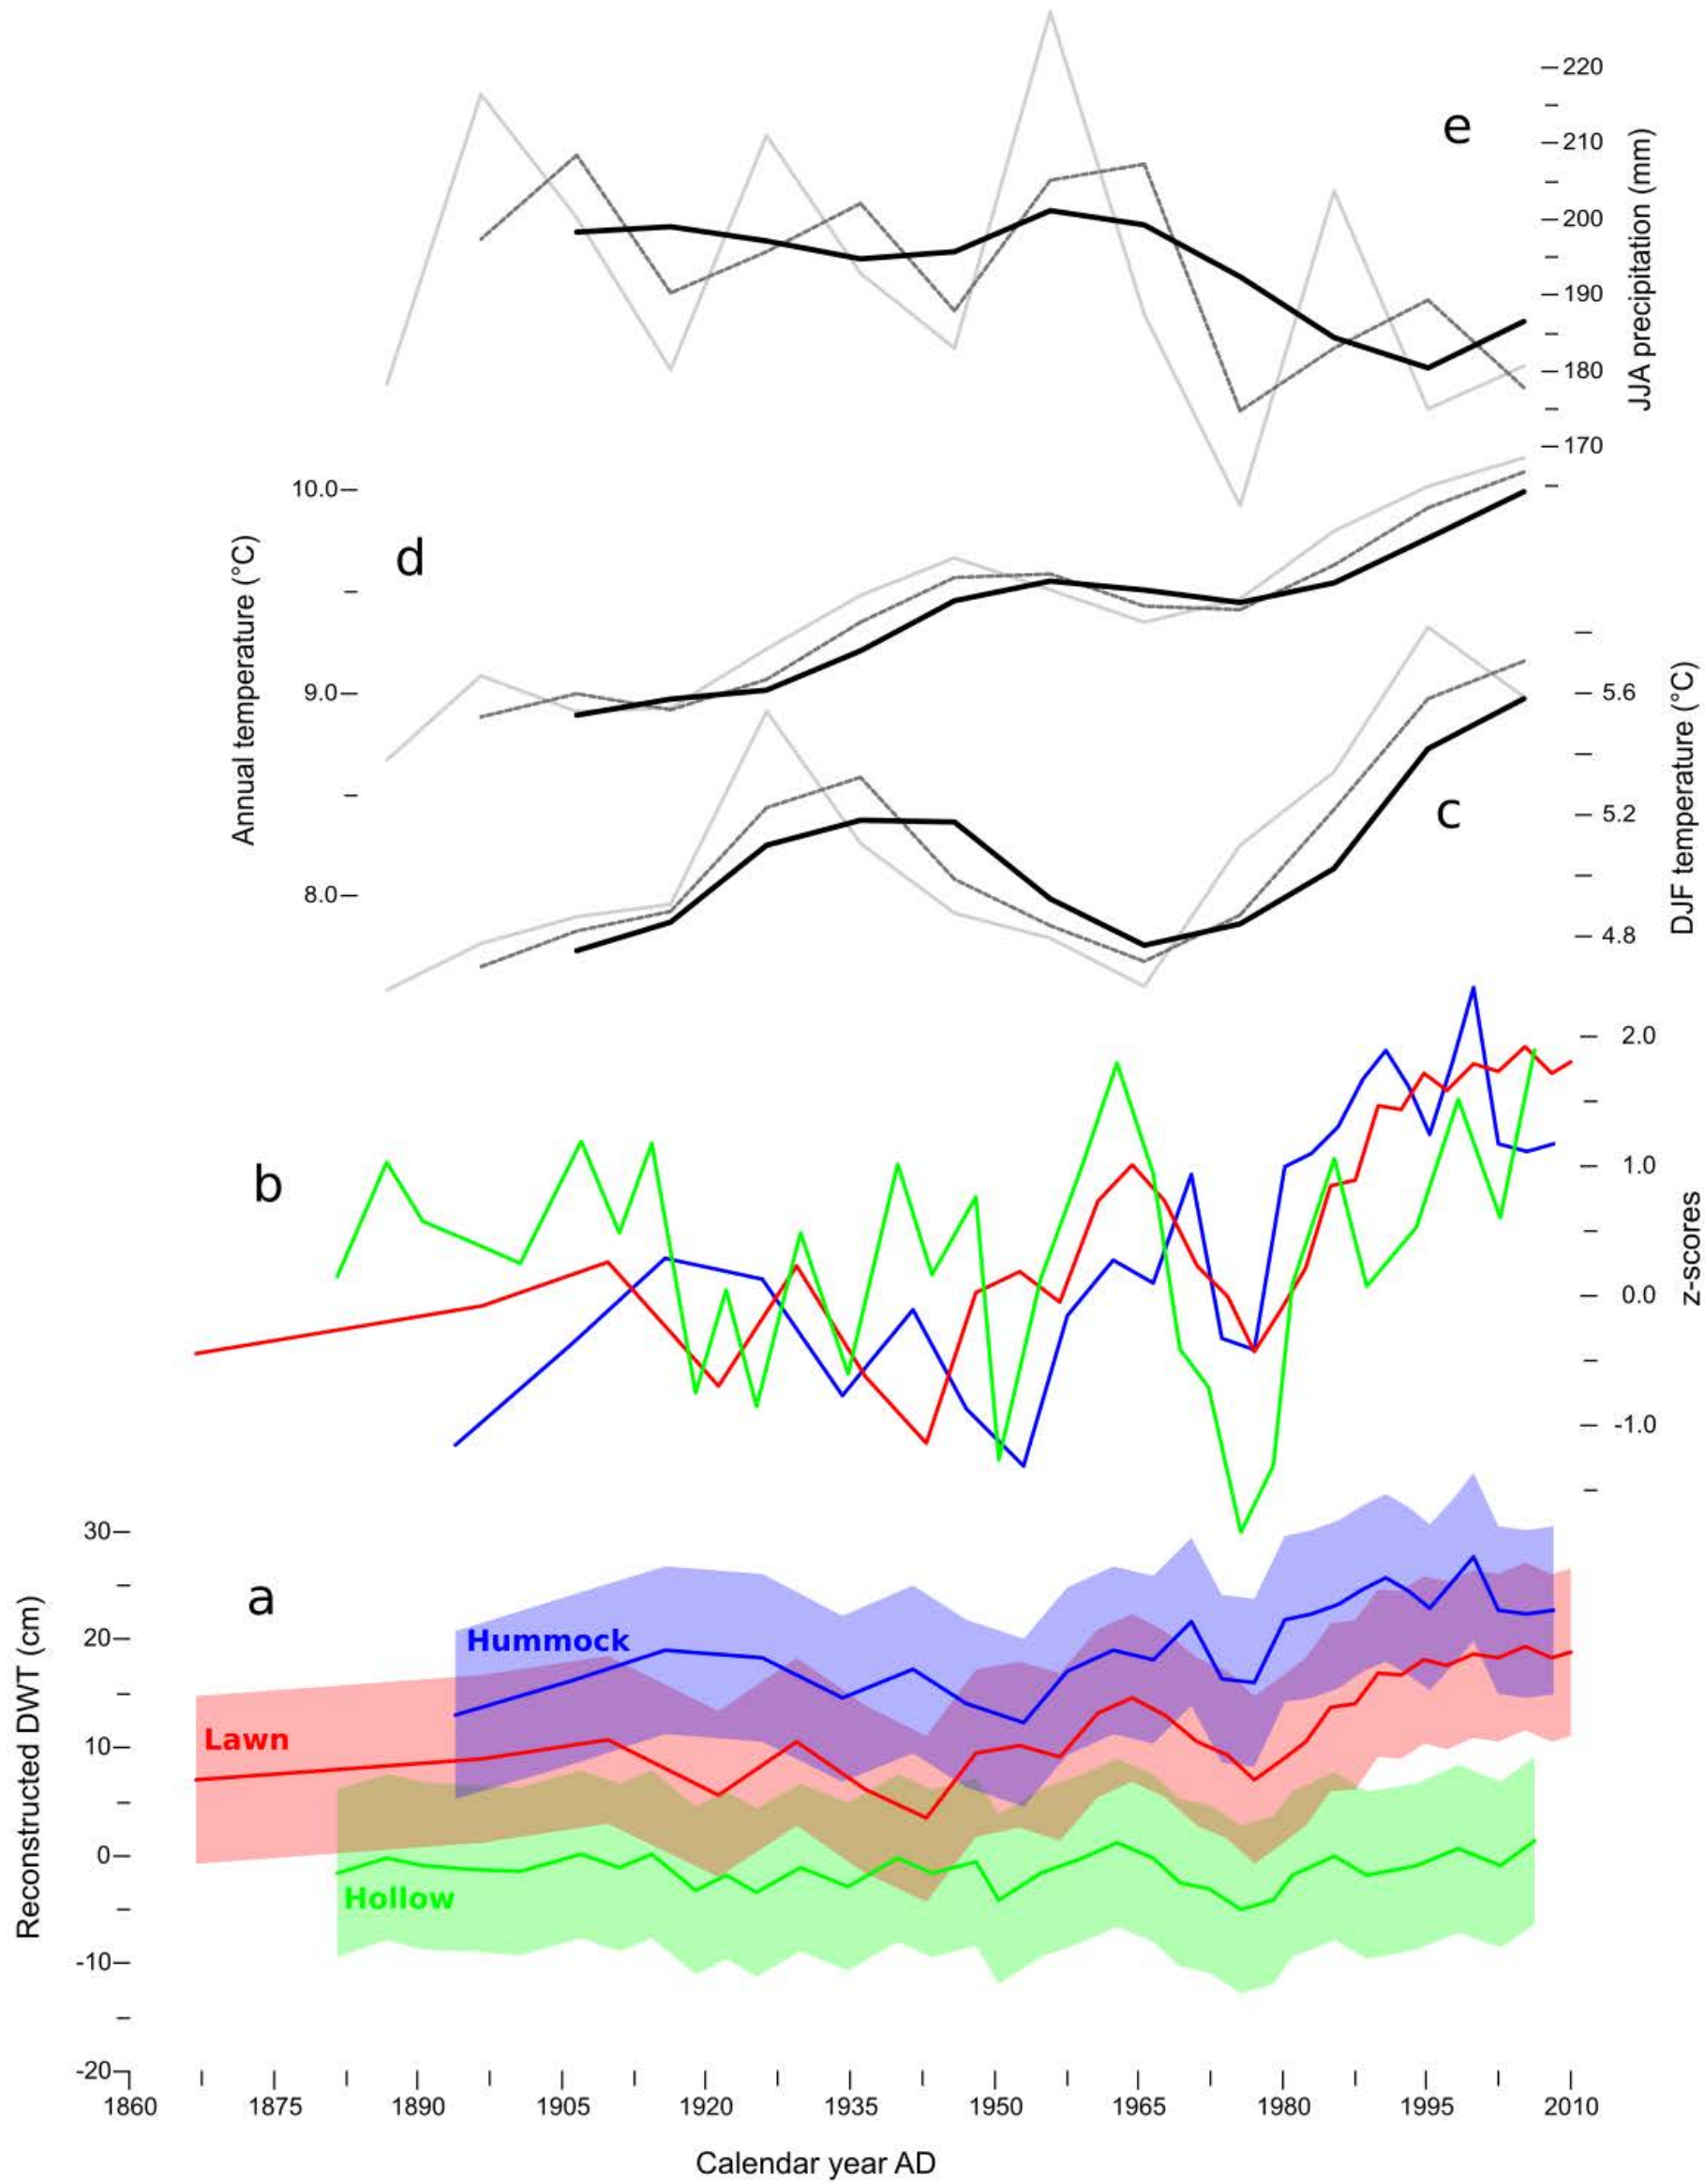 220
210
200
190
180
170
JJA precipitation (mm)
e
10.0
9.0
8.0
Annual temperature (°C)
d
5.6
5.2
4.8
DJF temperature (°C)
c
2.0
1.0
0.0
-1.0
z-scores
b
30
20
10
0
-10
-20
Reconstructed DWT (cm)
a
Hummock
Lawn
Hollow
1860 1875 1890 1905 1920 1935 1950 1965 1980 1995 2010
Calendar year AD